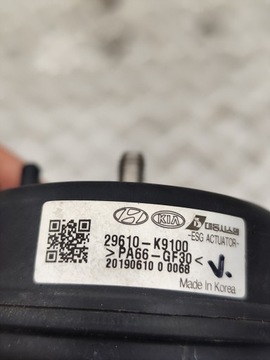 KIA
-ESG ACTUATOR-
29610-K9100
>PA66-GF30<
20190610 0 0068
Made in Korea